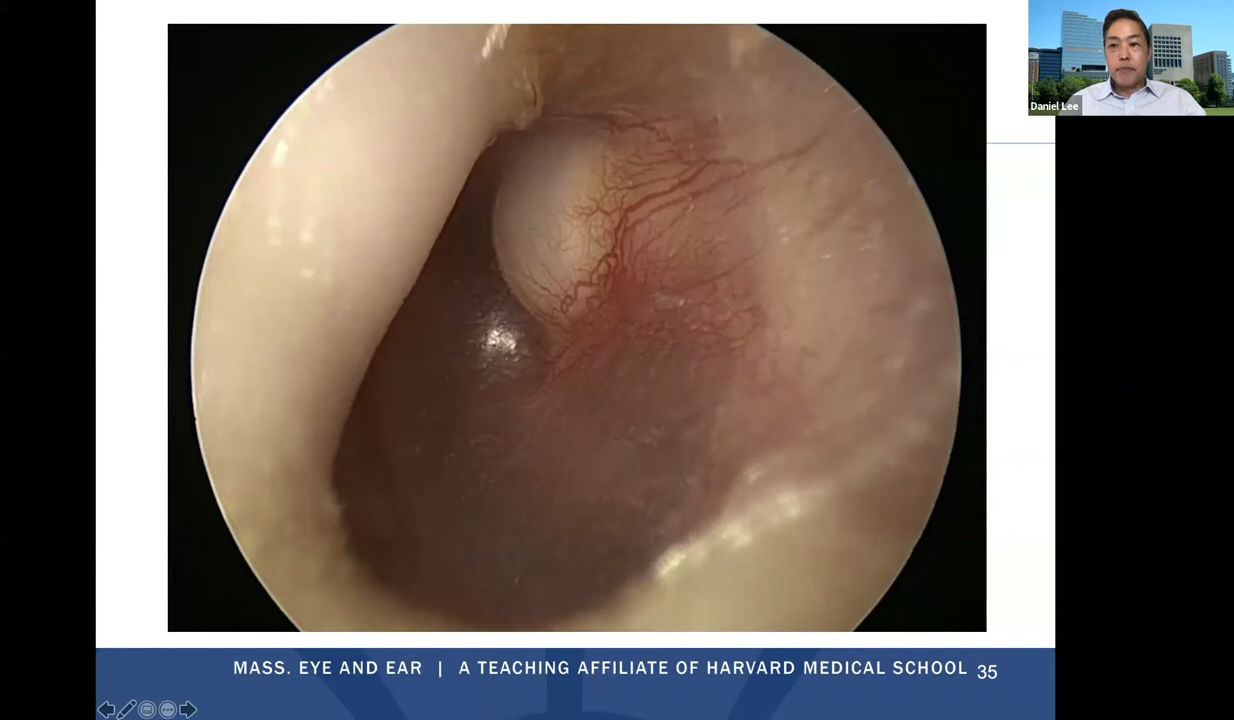 Daniel Lee
MASS. EYE AND EAR | A TEACHING AFFILIATE OF HARVARD MEDICAL SCHOOL 35